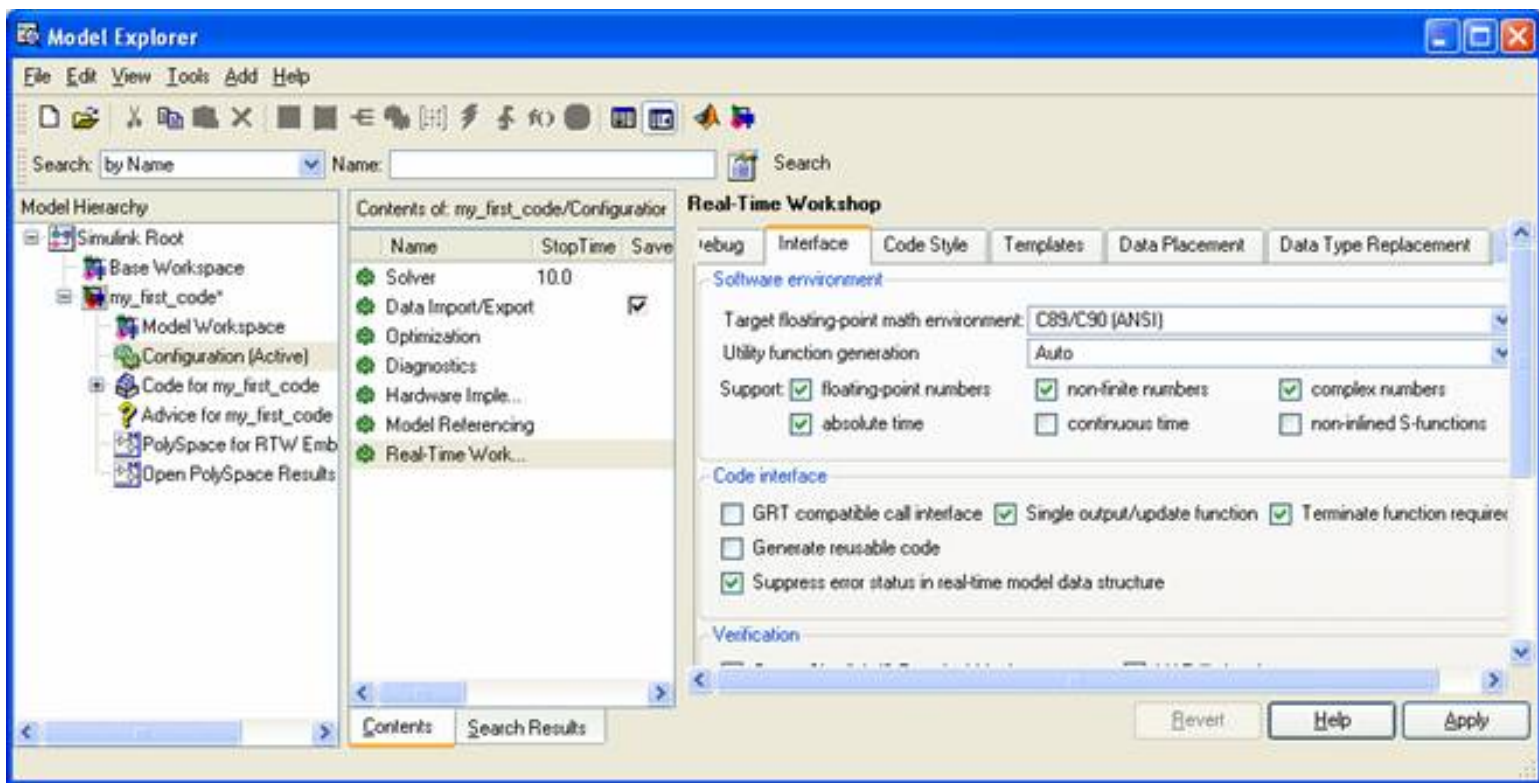 Model Explorer
File Edit View Tools Add Help
Search: by Name Name: Search
Model Hierarchy
Simulink Root
Base Workspace
my_first_code*
Model Workspace
Configuration (Active)
Code for my_first_code
Advice for my_first_code
PolySpace for RTW Emb
Open PolySpace Results
Contents of: my_first_code/Configuration
Name StopTime Save
Solver 10.0
Data Import/Export
Optimization
Diagnostics
Hardware Imple...
Model Referencing
Real-Time Work...
Contents Search Results
Real-Time Workshop
ebug Interface Code Style Templates Data Placement Data Type Replacement
Software environment
Target floating-point math environment: C89/C90 (ANSI)
Utility function generation Auto
Support: floating-point numbers non-finite numbers complex numbers
absolute time continuous time non-inlined S-functions
Code interface
GRT compatible call interface Single output/update function Terminate function required
Generate reusable code
Suppress error status in real-time model data structure
Verification
Revert Help Apply